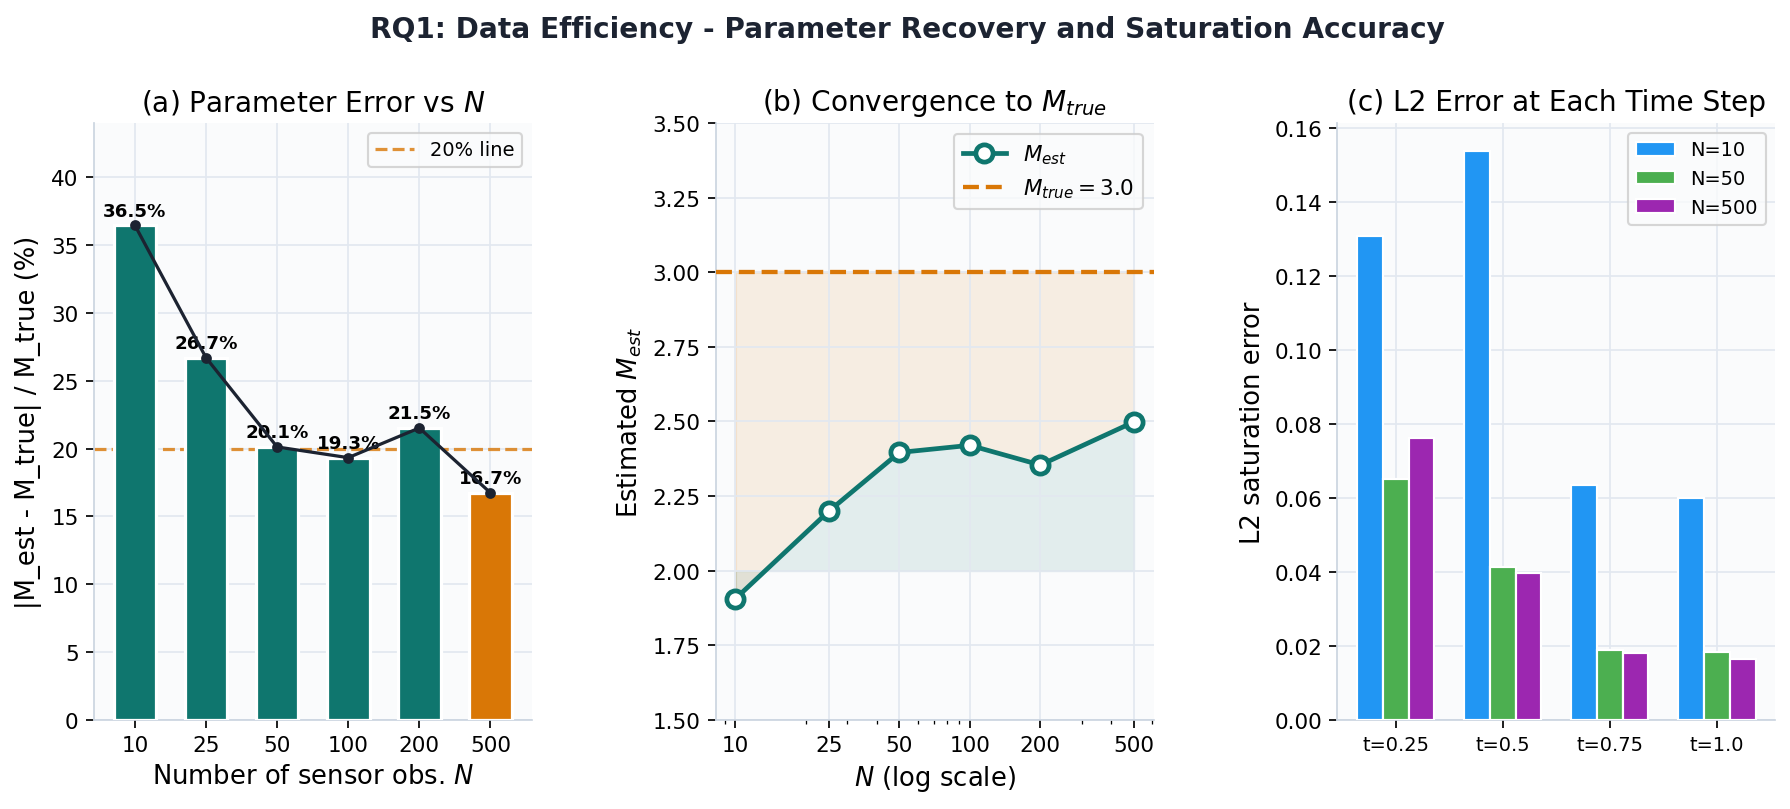 RQ1: Data Efficiency - Parameter Recovery and Saturation Accuracy
(a) Parameter Error vs N
20% line
36.5%
26.7%
20.1%
19.3%
21.5%
16.7%
40
35
30
25
20
15
10
5
0
10 25 50 100 200 500
|M_est - M_true| / M_true (%)
Number of sensor obs. N
(b) Convergence to M_true
M_est
M_true = 3.0
3.50
3.25
3.00
2.75
2.50
2.25
2.00
1.75
1.50
10 25 50 100 200 500
Estimated M_est
N (log scale)
(c) L2 Error at Each Time Step
N=10
N=50
N=500
0.16
0.14
0.12
0.10
0.08
0.06
0.04
0.02
0.00
t=0.25 t=0.5 t=0.75 t=1.0
L2 saturation error